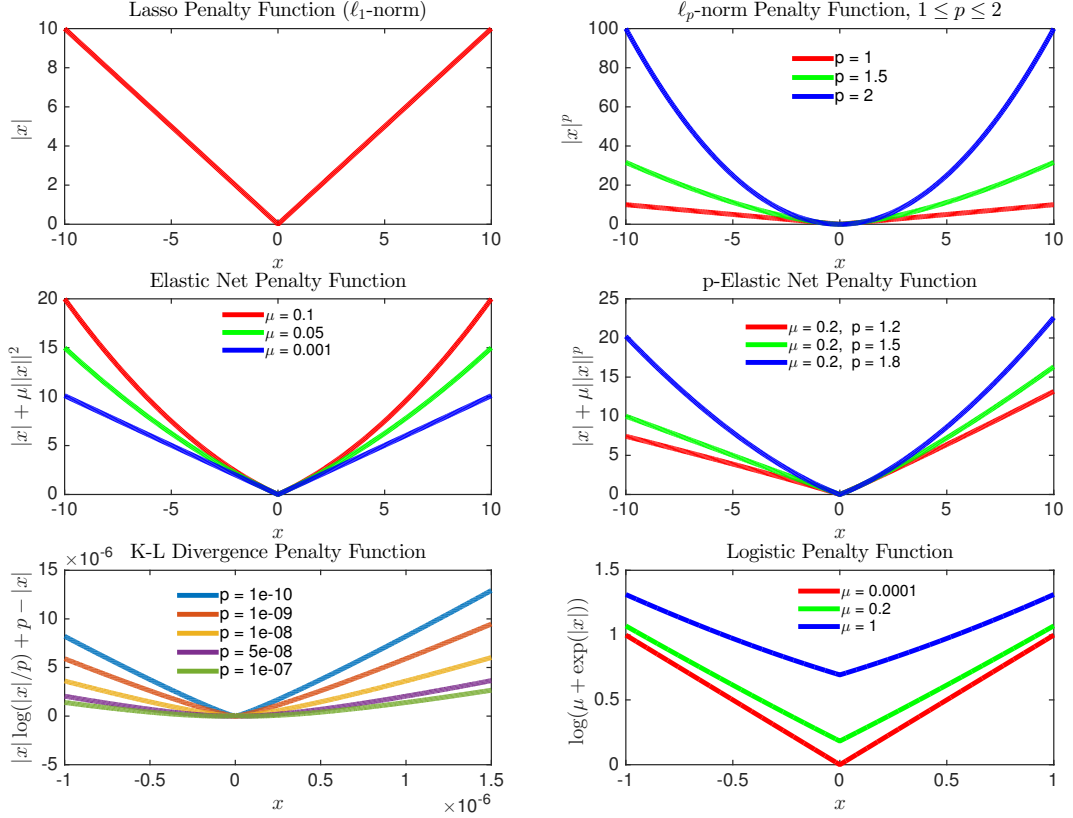 Lasso Penalty Function (ℓ₁-norm)
10
8
6
4
2
0
|x|
-10 -5 0 5 10
x
ℓₚ-norm Penalty Function, 1 ≤ p ≤ 2
100
80
60
40
20
0
|x|^p
p = 1
p = 1.5
p = 2
-10 -5 0 5 10
x
Elastic Net Penalty Function
20
15
10
5
0
|x| + μ||x||²
μ = 0.1
μ = 0.05
μ = 0.001
-10 -5 0 5 10
x
p-Elastic Net Penalty Function
25
20
15
10
5
0
|x| + μ||x||^p
μ = 0.2, p = 1.2
μ = 0.2, p = 1.5
μ = 0.2, p = 1.8
-10 -5 0 5 10
x
K-L Divergence Penalty Function
×10⁻⁶
15
10
5
0
-5
|x| log(|x|/p) + p − |x|
p = 1e-10
p = 1e-09
p = 1e-08
p = 5e-08
p = 1e-07
-1 -0.5 0 0.5 1 1.5
x
×10⁻⁶
Logistic Penalty Function
1.5
1
0.5
0
log(μ + exp(|x|))
μ = 0.0001
μ = 0.2
μ = 1
-1 -0.5 0 0.5 1
x